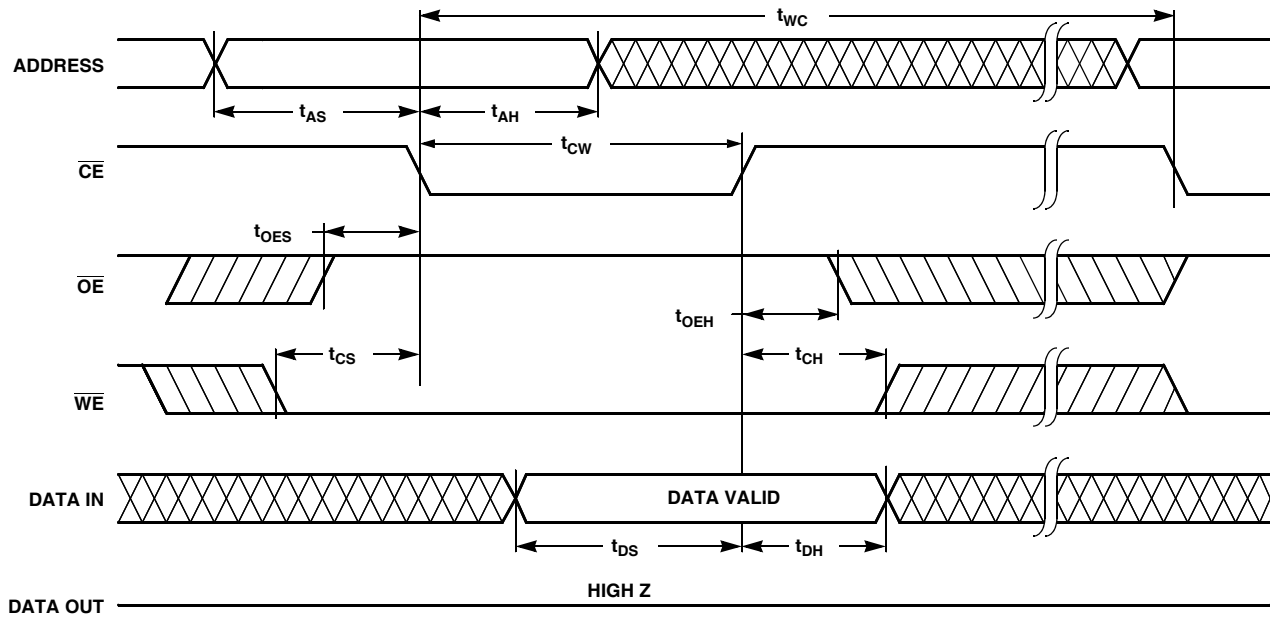 tWC
ADDRESS
tAS
tAH
tCW
CE
tOES
OE
tOEH
tCS
tCH
WE
DATA IN
DATA VALID
tDS
tDH
HIGH Z
DATA OUT